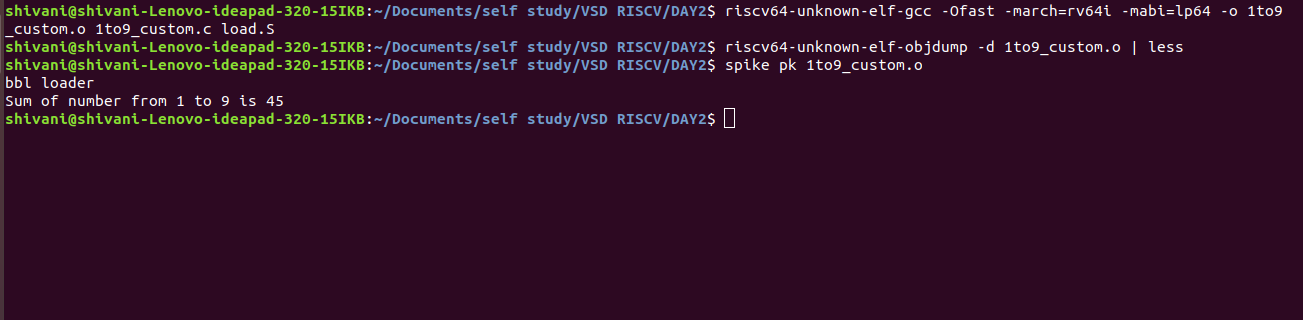 shivani@shivani-Lenovo-ideapad-320-15IKB:~/Documents/self study/VSD RISCV/DAY2$ riscv64-unknown-elf-gcc -Ofast -march=rv64i -mabi=lp64 -o 1to9
_custom.o 1to9_custom.c load.S
shivani@shivani-Lenovo-ideapad-320-15IKB:~/Documents/self study/VSD RISCV/DAY2$ riscv64-unknown-elf-objdump -d 1to9_custom.o | less
shivani@shivani-Lenovo-ideapad-320-15IKB:~/Documents/self study/VSD RISCV/DAY2$ spike pk 1to9_custom.o
bbl loader
Sum of number from 1 to 9 is 45
shivani@shivani-Lenovo-ideapad-320-15IKB:~/Documents/self study/VSD RISCV/DAY2$